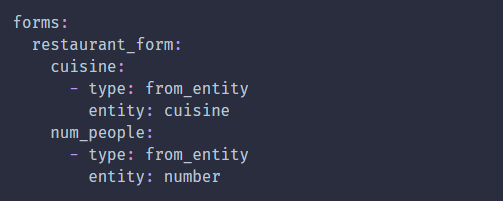 forms:
  restaurant_form:
    cuisine:
      - type: from_entity
        entity: cuisine
    num_people:
      - type: from_entity
        entity: number